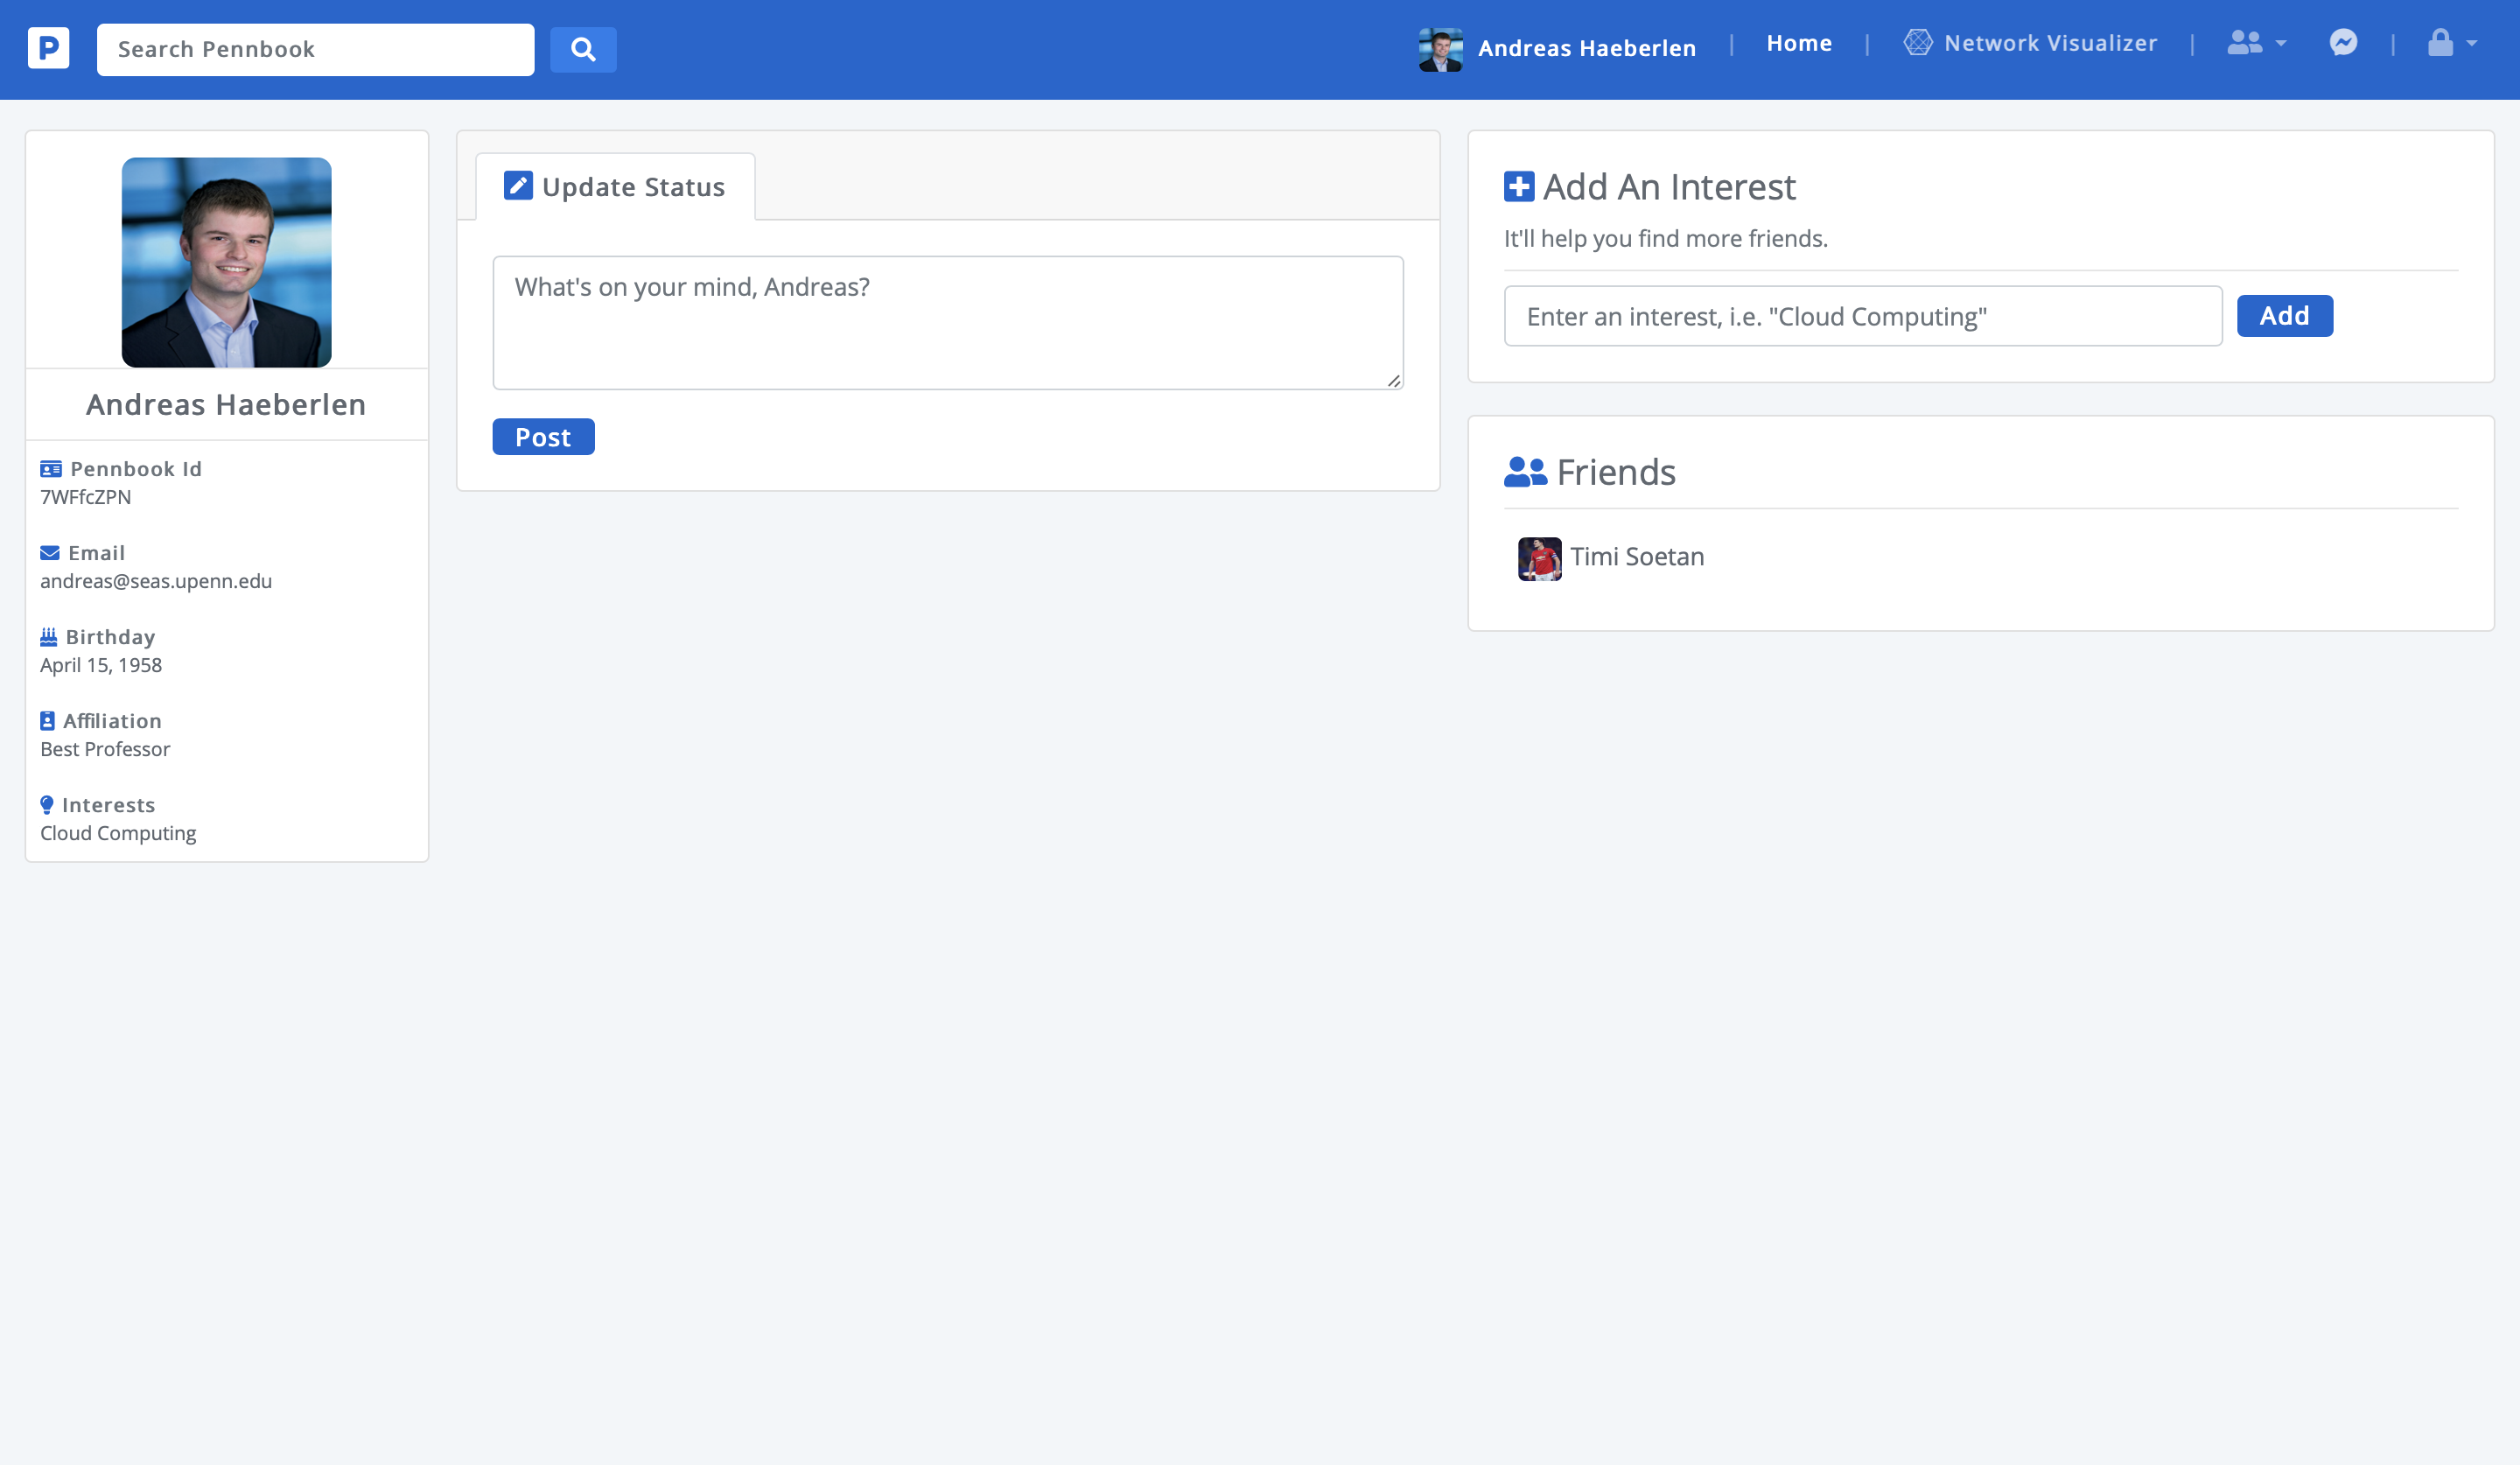 P
Search Pennbook
Andreas Haeberlen | Home | Network Visualizer | |
Andreas Haeberlen
Pennbook Id
7WFfcZPN
Email
andreas@seas.upenn.edu
Birthday
April 15, 1958
Affiliation
Best Professor
Interests
Cloud Computing
Update Status
What's on your mind, Andreas?
Post
Add An Interest
It'll help you find more friends.
Enter an interest, i.e. "Cloud Computing"
Add
Friends
Timi Soetan